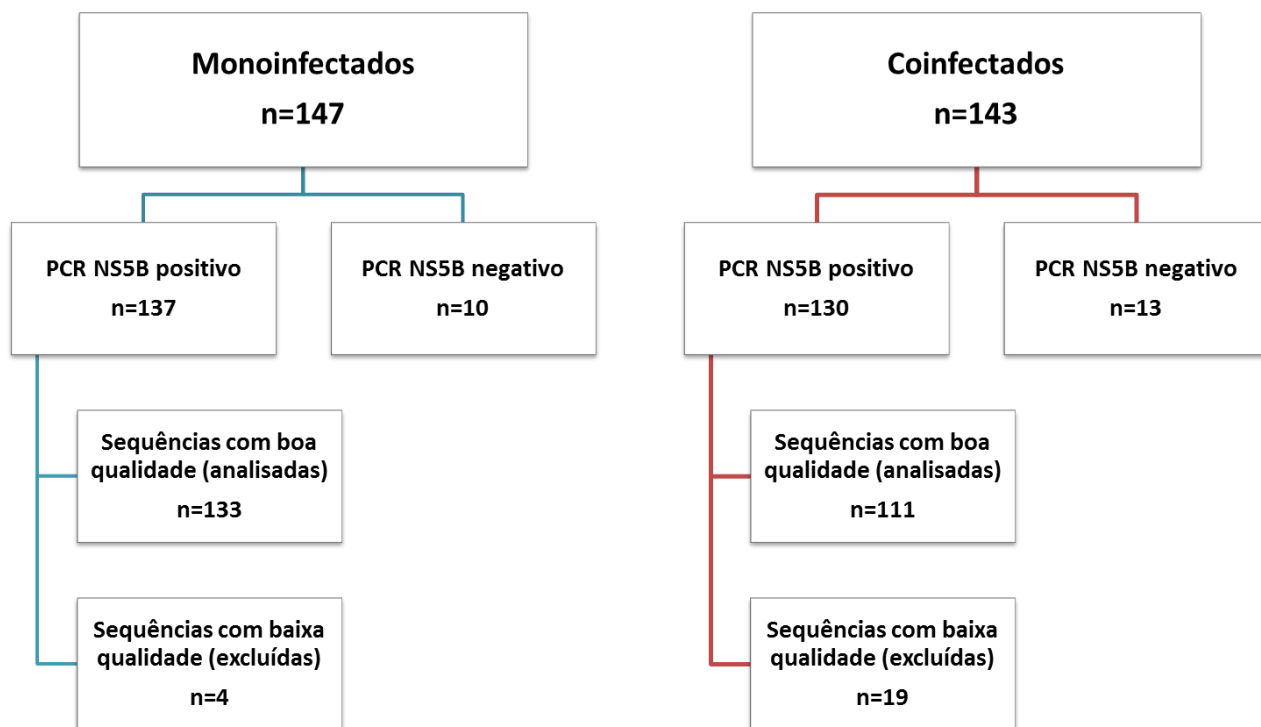 Monoinfectados
n=147
PCR NS5B positivo
n=137
PCR NS5B negativo
n=10
Sequências com boa
qualidade (analisadas)
n=133
Sequências com baixa
qualidade (excluídas)
n=4
Coinfectados
n=143
PCR NS5B positivo
n=130
PCR NS5B negativo
n=13
Sequências com boa
qualidade (analisadas)
n=111
Sequências com baixa
qualidade (excluídas)
n=19